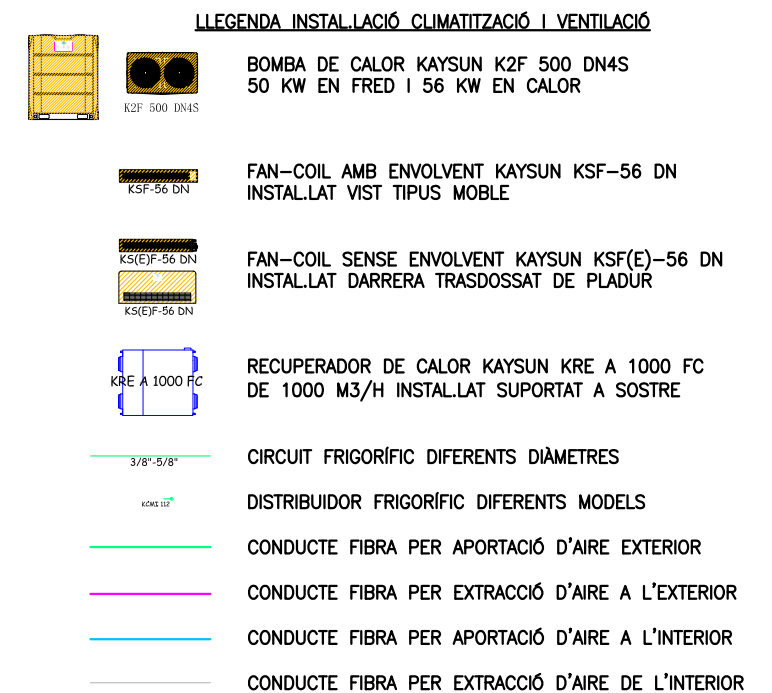 LLEGENDA INSTAL.LACIÓ CLIMATITZACIÓ I VENTILACIÓ
BOMBA DE CALOR KAYSUN K2F 500 DN4S
50 KW EN FRED I 56 KW EN CALOR
K2F 500 DN4S
FAN-COIL AMB ENVOLVENT KAYSUN KSF-56 DN
INSTAL.LAT VIST TIPUS MOBLE
KSF-56 DN
KS(E)F-56 DN
FAN-COIL SENSE ENVOLVENT KAYSUN KSF(E)-56 DN
INSTAL.LAT DARRERA TRASDOSSAT DE PLADUR
KS(E)F-56 DN
RECUPERADOR DE CALOR KAYSUN KRE A 1000 FC
DE 1000 M3/H INSTAL.LAT SUPORTAT A SOSTRE
KRE A 1000 FC
CIRCUIT FRIGORÍFIC DIFERENTS DIÀMETRES
3/8"-5/8"
KCMI 112
DISTRIBUIDOR FRIGORÍFIC DIFERENTS MODELS
CONDUCTE FIBRA PER APORTACIÓ D'AIRE EXTERIOR
CONDUCTE FIBRA PER EXTRACCIÓ D'AIRE A L'EXTERIOR
CONDUCTE FIBRA PER APORTACIÓ D'AIRE A L'INTERIOR
CONDUCTE FIBRA PER EXTRACCIÓ D'AIRE DE L'INTERIOR